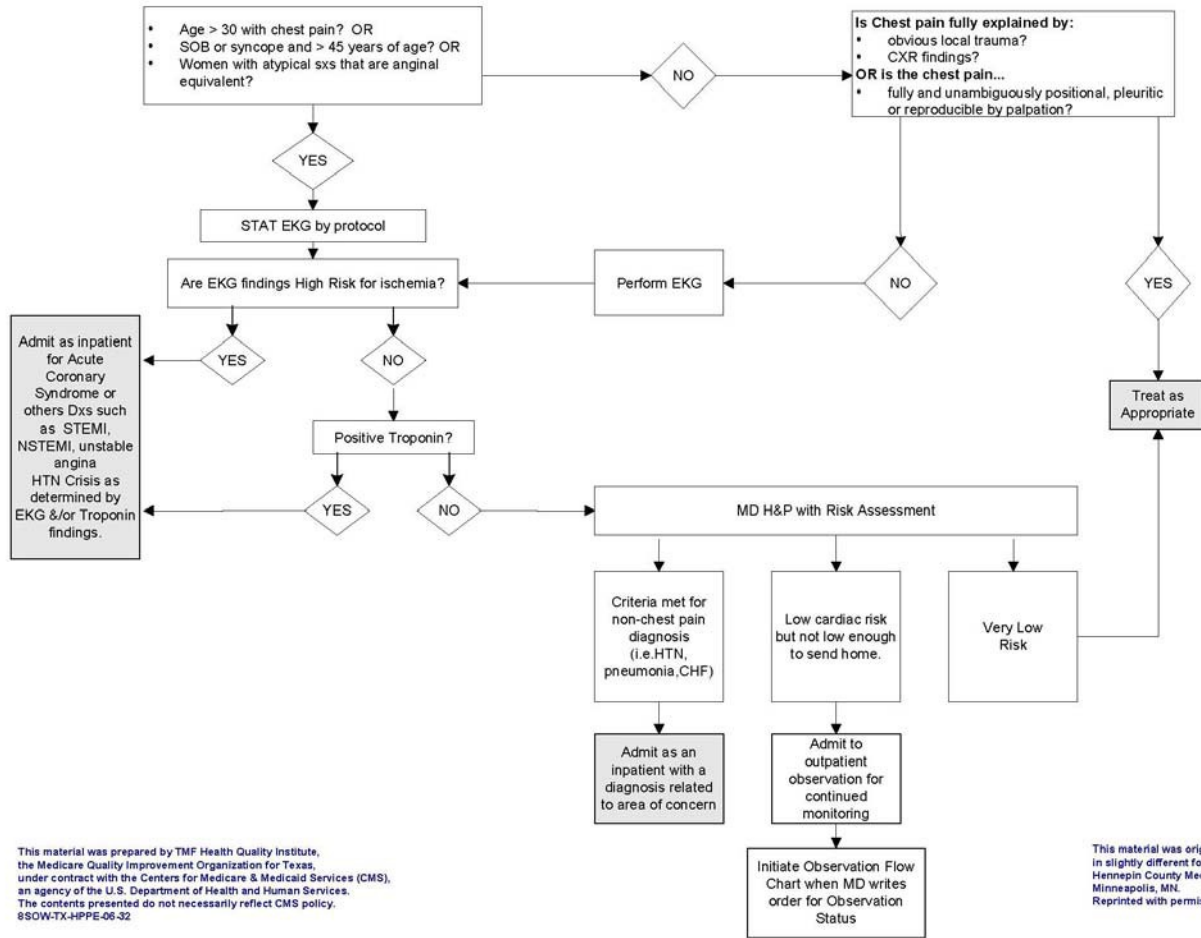 • Age > 30 with chest pain? OR
• SOB or syncope and > 45 years of age? OR
• Women with atypical sxs that are anginal
equivalent?
NO
Is Chest pain fully explained by:
• obvious local trauma?
• CXR findings?
OR is the chest pain...
• fully and unambiguously positional, pleuritic
or reproducible by palpation?
YES
STAT EKG by protocol
Are EKG findings High Risk for ischemia?
Perform EKG
NO
YES
Admit as inpatient
for Acute
Coronary
Syndrome or
others Dxs such
as STEMI,
NSTEMI, unstable
angina
HTN Crisis as
determined by
EKG &/or Troponin
findings.
YES
NO
Treat as
Appropriate
Positive Troponin?
YES
NO
MD H&P with Risk Assessment
Criteria met for
non-chest pain
diagnosis
(i.e.HTN,
pneumonia,CHF)
Low cardiac risk
but not low enough
to send home.
Very Low
Risk
Admit as an
inpatient with a
diagnosis related
to area of concern
Admit to
outpatient
observation for
continued
monitoring
Initiate Observation Flow
Chart when MD writes
order for Observation
Status
This material was prepared by TMF Health Quality Institute,
the Medicare Quality Improvement Organization for Texas,
under contract with the Centers for Medicare & Medicaid Services (CMS),
an agency of the U.S. Department of Health and Human Services.
The contents presented do not necessarily reflect CMS policy.
8SOW-TX-HPPE-06-32
This material was
in slightly different
Hennepin County
Minneapolis, MN.
Reprinted with